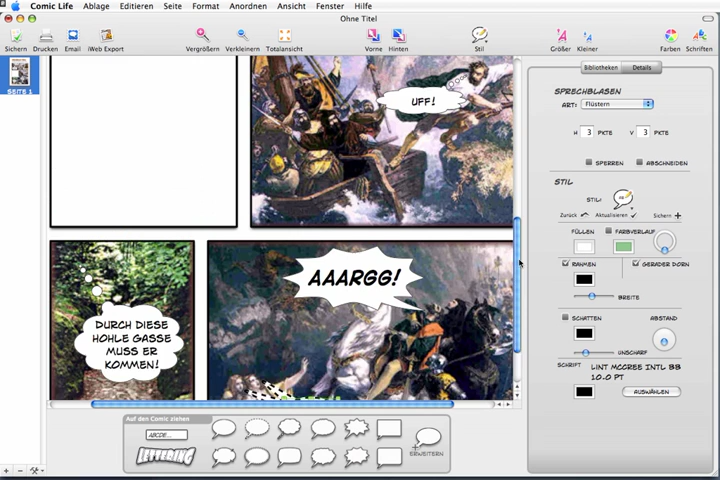 Comic Life Ablage Editieren Seite Format Anordnen Ansicht Fenster Hilfe
Ohne Titel
Sichern Drucken Email iWeb Export Vergrößern Verkleinern Totalansicht Vorne Hinten Stil Größer Kleiner Farben Schriften
SEITE 1
UFF!
AAARGG!
DURCH DIESE
HOHLE GASSE
MUSS ER
KOMMEN!
Bibliotheken Details
SPRECHBLASEN
ART: Flüstern
H 3 PKTE V 3 PKTE
SPERREN ABSCHNEIDEN
STIL
STIL:
Zurück Aktualisieren Sichern
FÜLLEN FARBVERLAUF
RAHMEN GERADER DORN
BREITE
SCHATTEN ABSTAND
UNSCHARF
SCHRIFT LINT MCCREE INTL BB
10.0 PT
AUSWÄHLEN
Auf den Comic ziehen
ABCDE...
LETTERING
ERWEITERN